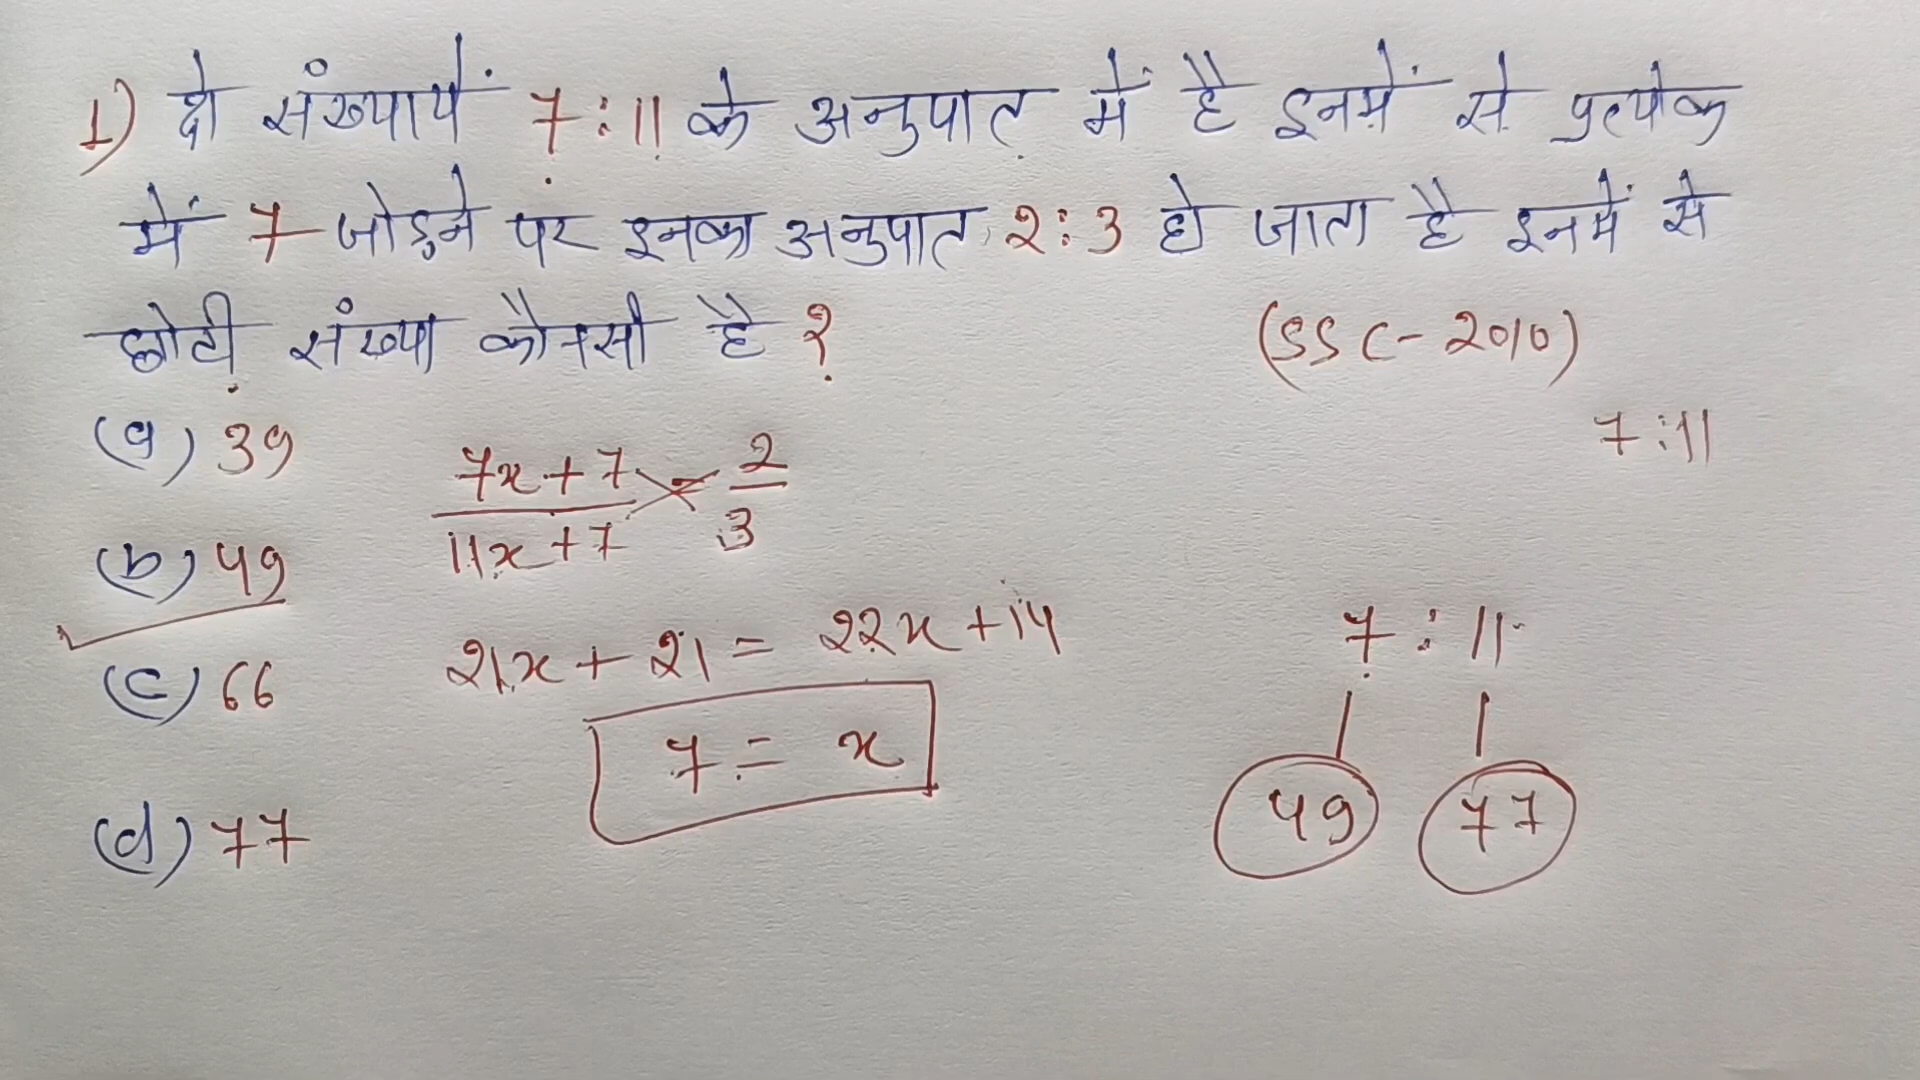 1) दो संख्यायें 7:11 के अनुपात में है इनमें से प्रत्येक
में 7 जोड़ने पर इनका अनुपात 2:3 हो जाता है इनमें से
छोटी संख्या कौनसी है ?
(SSC-2010)
7:11
(a) 39
(b) 49
(c) 66
(d) 77
7x+7 = 2
11x+7 3
21x + 21 = 22x + 14
7 = x
7 : 11
49 77